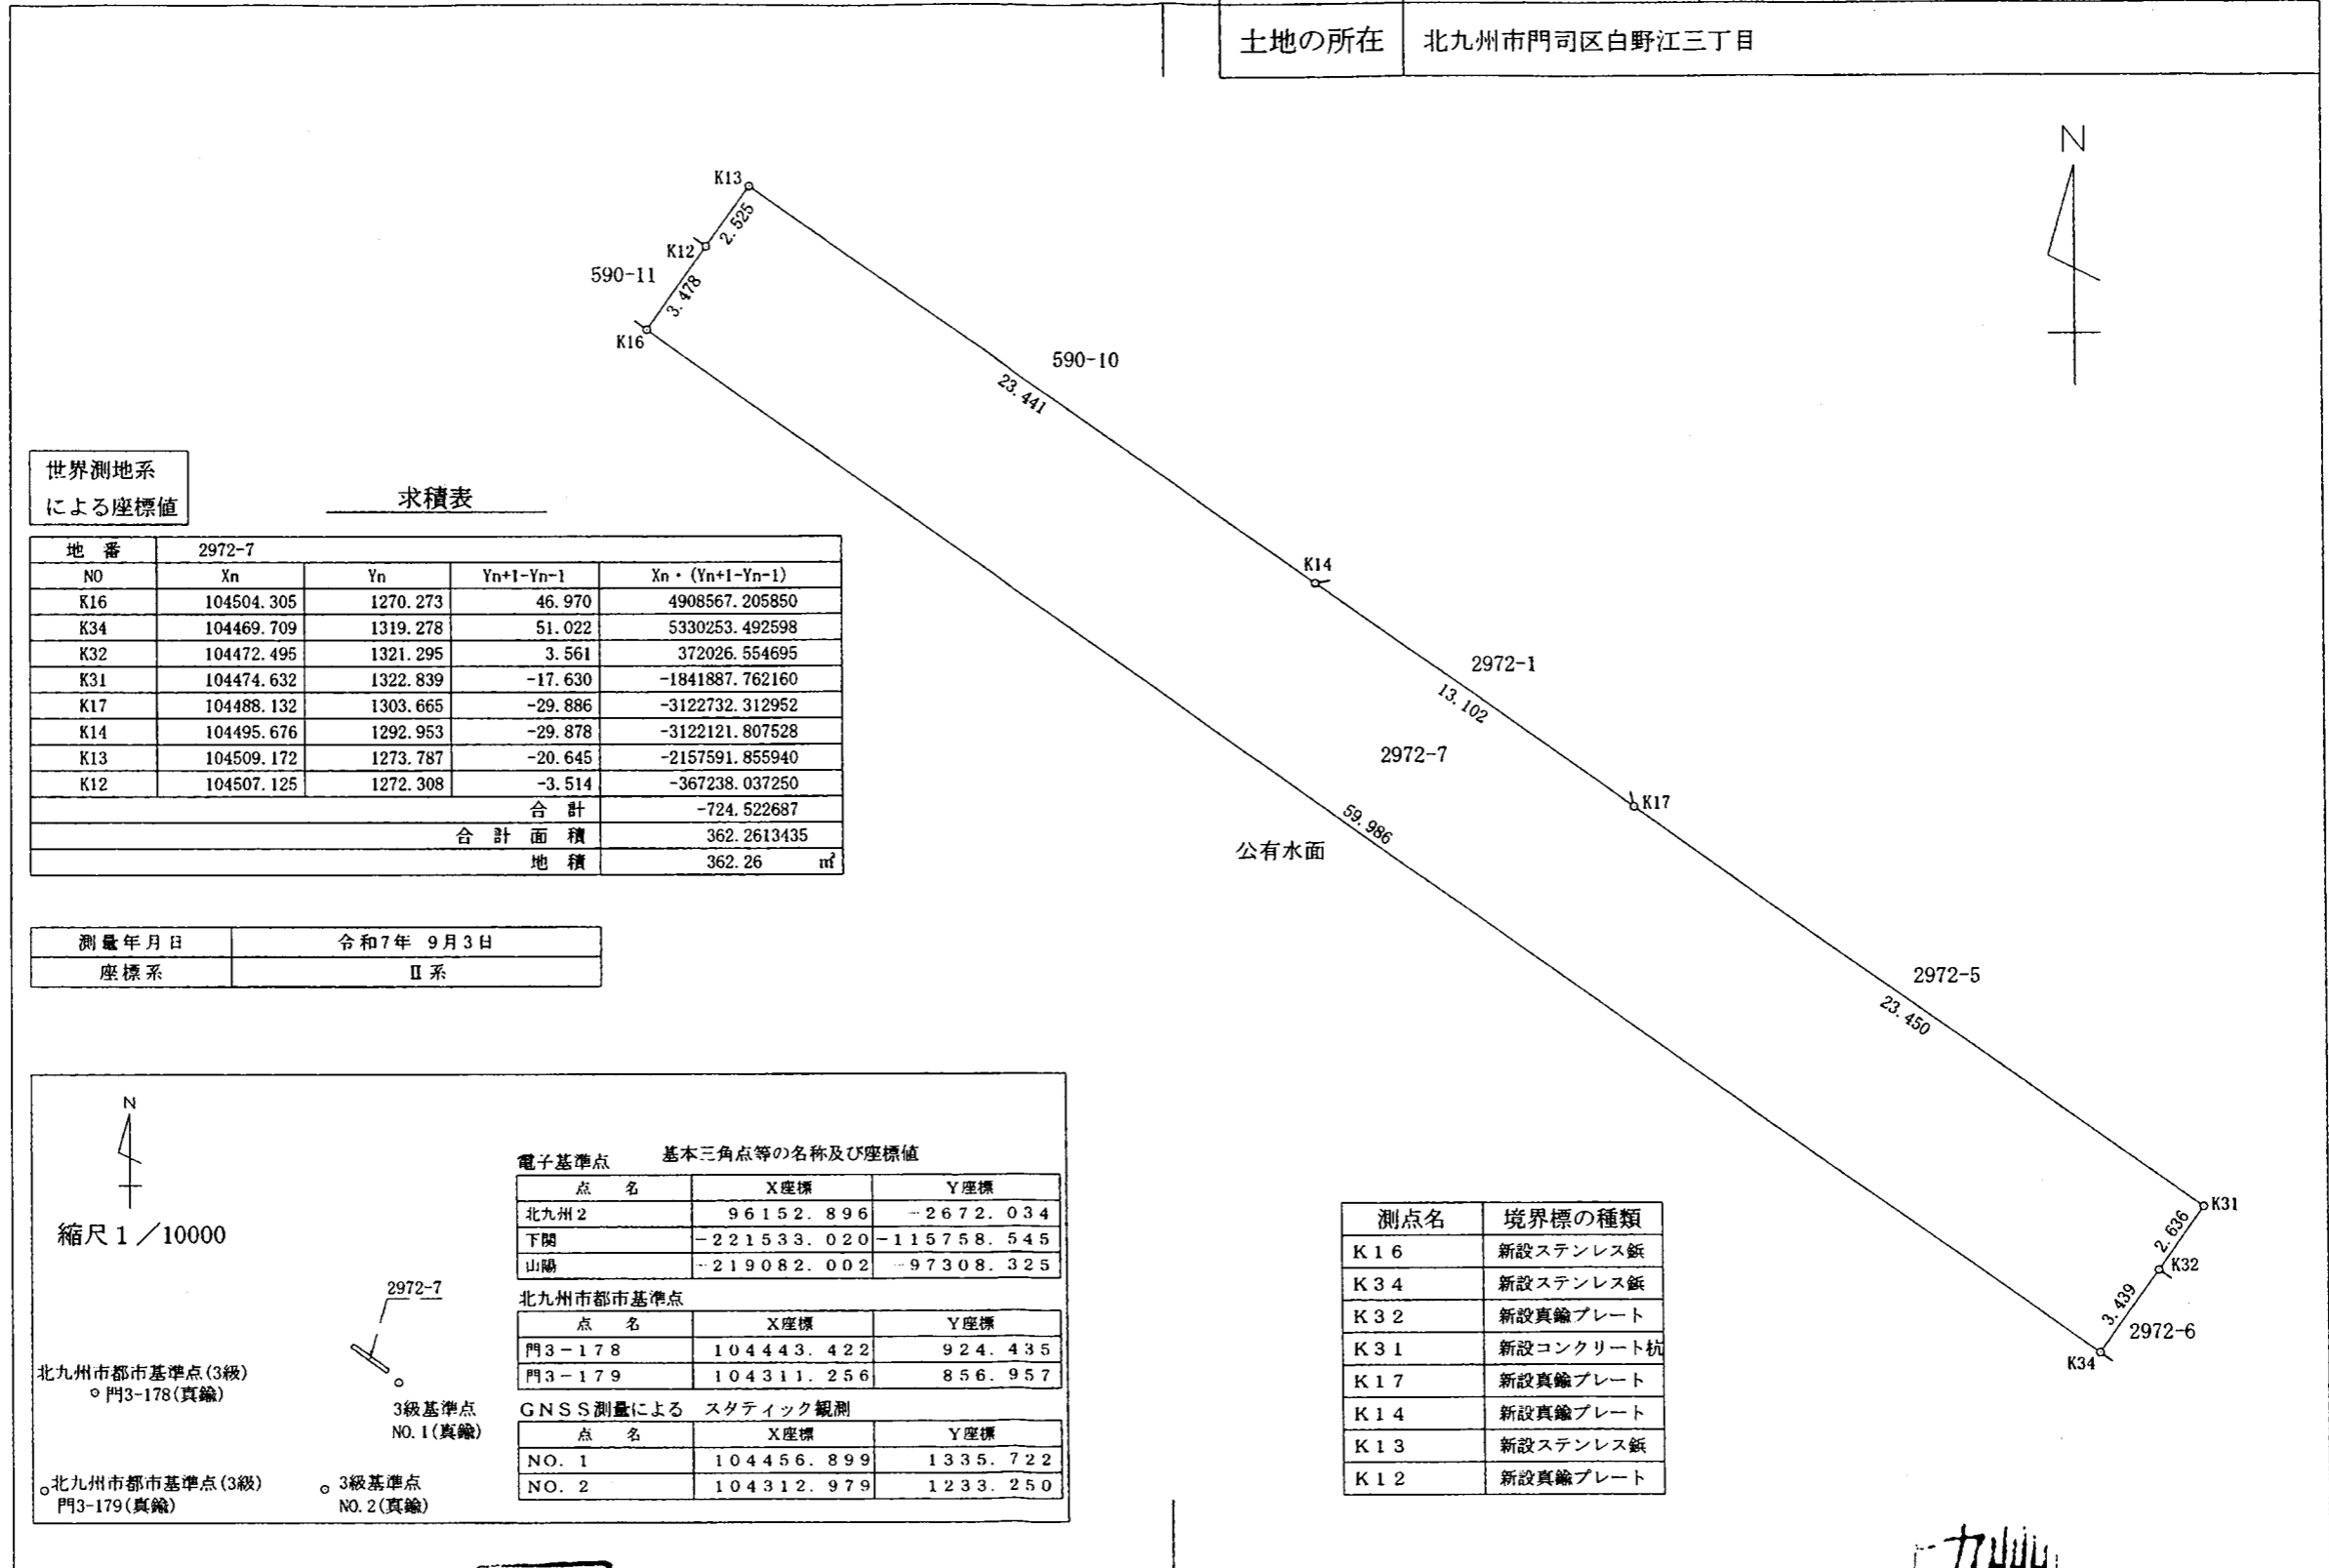 土地の所在 北九州市門司区白野江三丁目
N
K13
2.525
K12
590-11
3.478
K16
590-10
23.441
K14
2972-1
13.102
2972-7
K17
59.986
公有水面
2972-5
23.450
K31
2.636
K32
3.439
2972-6
K34
世界測地系
による座標値
求積表
地 番 2972-7
NO Xn Yn Yn+1-Yn-1 Xn・(Yn+1-Yn-1)
K16 104504.305 1270.273 46.970 4908567.205850
K34 104469.709 1319.278 51.022 5330253.492598
K32 104472.495 1321.295 3.561 372026.554695
K31 104474.632 1322.839 -17.630 -1841887.762160
K17 104488.132 1303.665 -29.886 -3122732.312952
K14 104495.676 1292.953 -29.878 -3122121.807528
K13 104509.172 1273.787 -20.645 -2157591.855940
K12 104507.125 1272.308 -3.514 -367238.037250
合 計 -724.522687
合 計 面 積 362.2613435
地 積 362.26 ㎡
測量年月日 令和7年 9月3日
座標系 Ⅱ系
N
縮尺1/10000
2972-7
北九州市都市基準点(3級)
門3-178(真鍮)
3級基準点
NO.1(真鍮)
北九州市都市基準点(3級)
門3-179(真鍮)
3級基準点
NO.2(真鍮)
電子基準点 基本三角点等の名称及び座標値
点 名 X座標 Y座標
北九州2 96152.896 -2672.034
下関 -221533.020 -115758.545
山陽 -219082.002 -97308.325
北九州市都市基準点
点 名 X座標 Y座標
門3-178 104443.422 924.435
門3-179 104311.256 856.957
GNSS測量による スタティック観測
点 名 X座標 Y座標
NO.1 104456.899 1335.722
NO.2 104312.979 1233.250
測点名 境界標の種類
K16 新設ステンレス鋲
K34 新設ステンレス鋲
K32 新設真鍮プレート
K31 新設コンクリート杭
K17 新設真鍮プレート
K14 新設真鍮プレート
K13 新設ステンレス鋲
K12 新設真鍮プレート